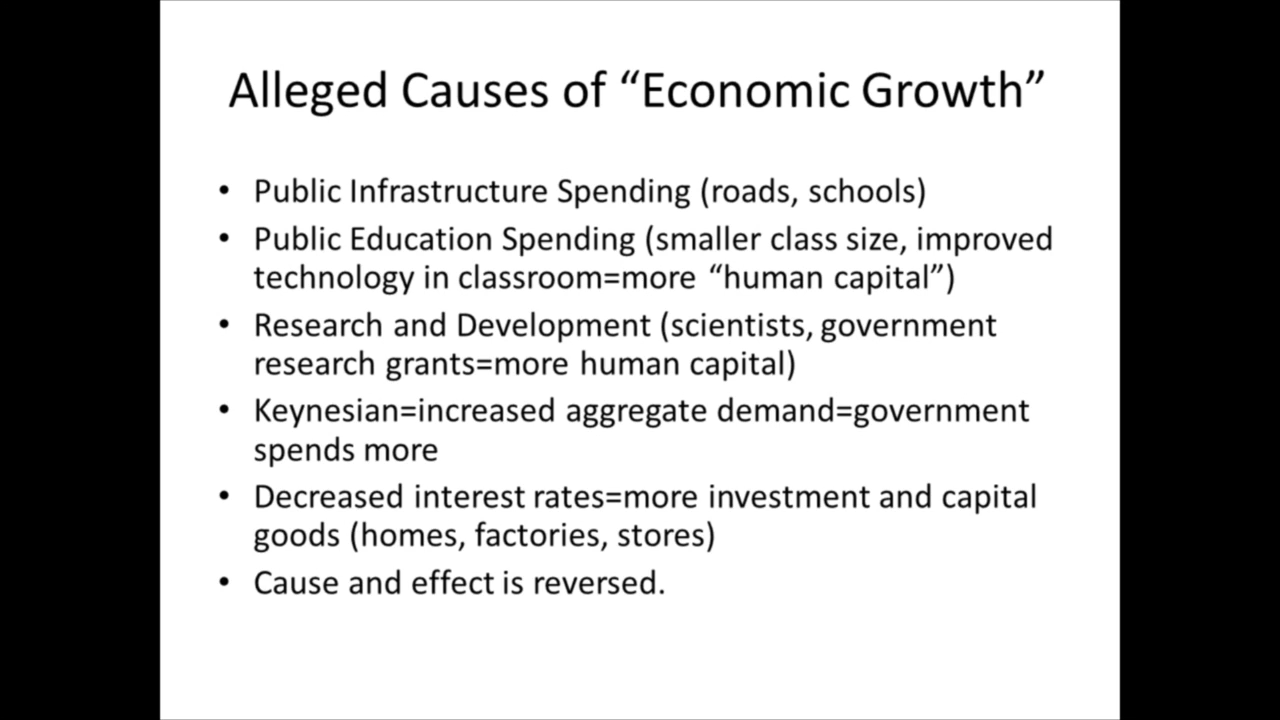 Alleged Causes of “Economic Growth”
• Public Infrastructure Spending (roads, schools)
• Public Education Spending (smaller class size, improved
technology in classroom=more “human capital”)
• Research and Development (scientists, government
research grants=more human capital)
• Keynesian=increased aggregate demand=government
spends more
• Decreased interest rates=more investment and capital
goods (homes, factories, stores)
• Cause and effect is reversed.